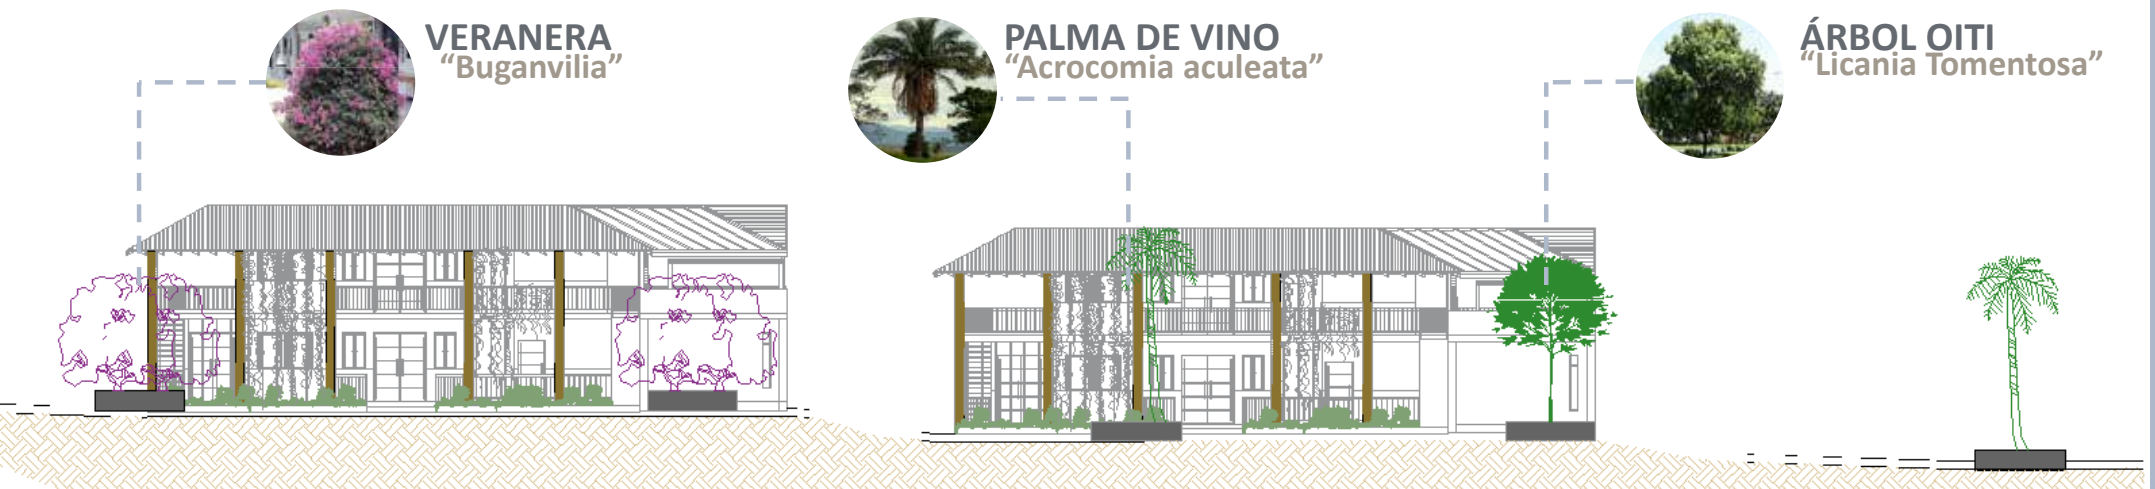 VERANERA
“Buganvilia”
PALMA DE VINO
“Acrocomia aculeata”
ÁRBOL OITI
“Licania Tomentosa”